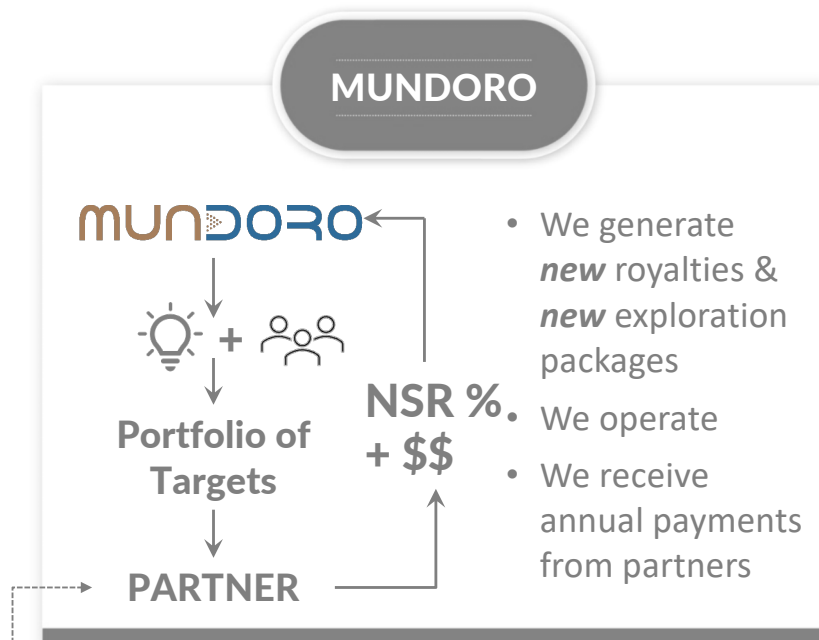 MUNDORO
MUNDORO
+
Portfolio of
Targets
PARTNER
NSR %
+ $$
• We generate
new royalties &
new exploration
packages
• We operate
• We receive
annual payments
from partners